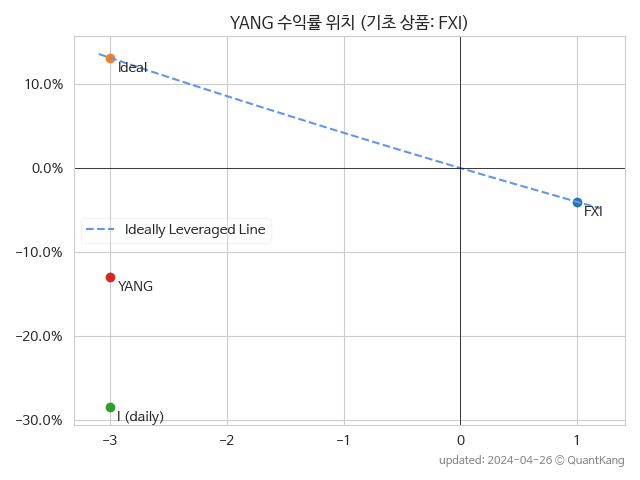 YANG 수익률 위치 (기초 상품: FXI)
10.0%
0.0%
−10.0%
−20.0%
−30.0%
Ideal
FXI
Ideally Leveraged Line
YANG
I (daily)
−3
−2
−1
0
1
updated: 2024-04-26 © QuantKang